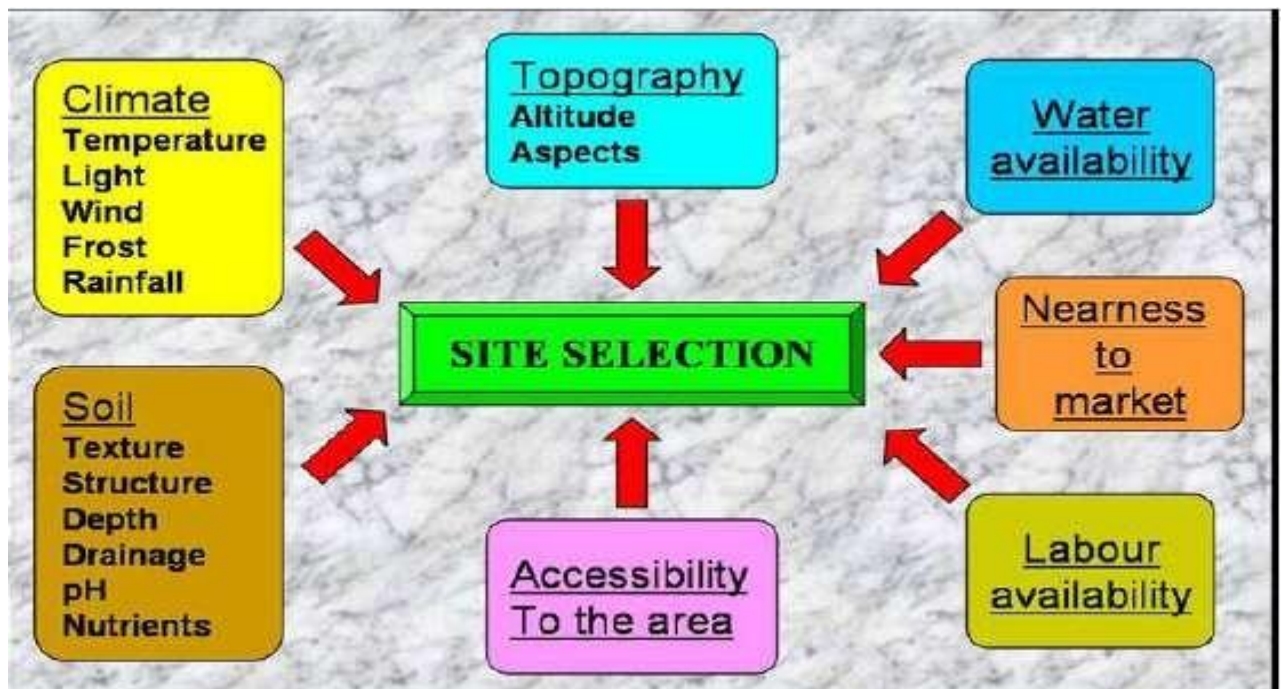 Climate
Temperature
Light
Wind
Frost
Rainfall
Topography
Altitude
Aspects
Water
availability
SITE SELECTION
Nearness
to
market
Soil
Texture
Structure
Depth
Drainage
pH
Nutrients
Accessibility
To the area
Labour
availability